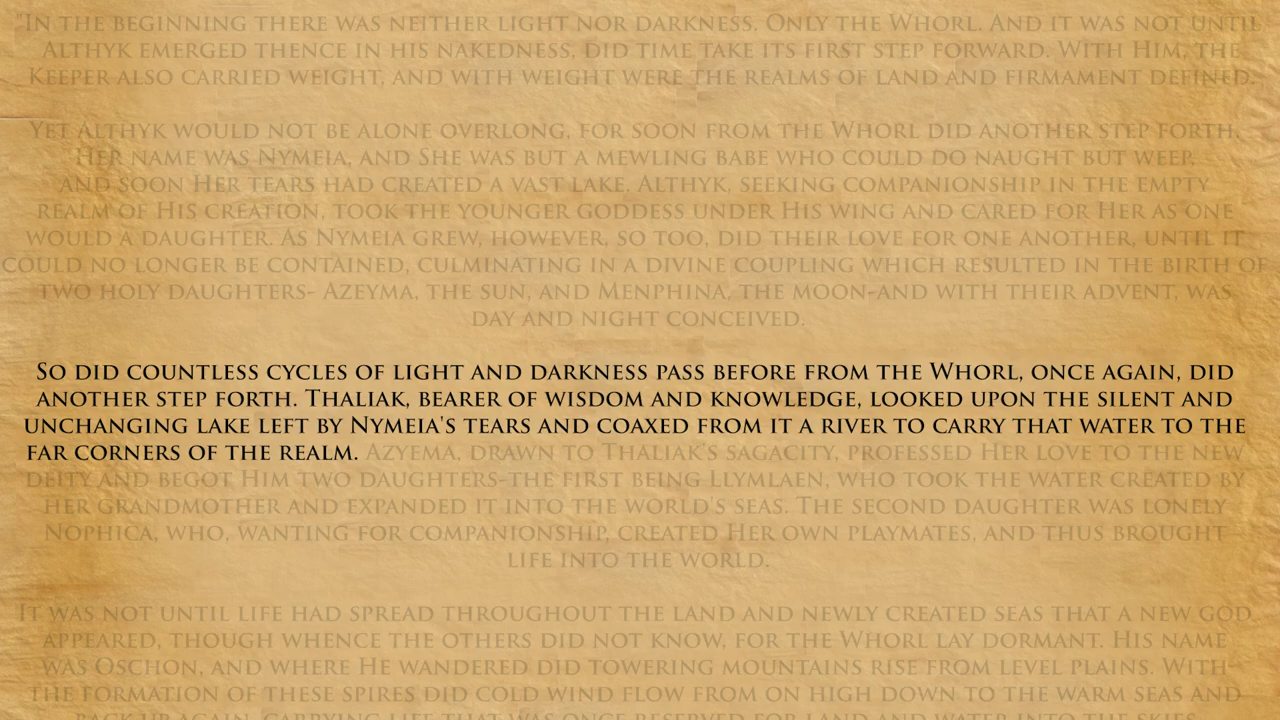 "In the beginning there was neither light nor darkness. Only the Whorl. And it was not until
Althyk emerged thence in his nakedness, did time take its first step forward. With Him, the
Keeper also carried weight, and with weight were the realms of land and firmament defined.
Yet Althyk would not be alone overlong, for soon from the Whorl did another step forth.
Her name was Nymeia, and She was but a mewling babe who could do naught but weep,
and soon Her tears had created a vast lake. Althyk, seeking companionship in the empty
realm of His creation, took the younger goddess under His wing and cared for Her as one
would a daughter. As Nymeia grew, however, so too, did their love for one another, until it
could no longer be contained, culminating in a divine coupling which resulted in the birth of
two holy daughters- Azeyma, the sun, and Menphina, the moon-and with their advent, was
day and night conceived.
So did countless cycles of light and darkness pass before from the Whorl, once again, did
another step forth. Thaliak, bearer of wisdom and knowledge, looked upon the silent and
unchanging lake left by Nymeia's tears and coaxed from it a river to carry that water to the
far corners of the realm. Azyema, drawn to Thaliak's sagacity, professed Her love to the new
deity and begot Him two daughters-the first being Llymlaen, who took the water created by
her grandmother and expanded it into the world's seas. The second daughter was lonely
Nophica, who, wanting for companionship, created Her own playmates, and thus brought
life into the world.
It was not until life had spread throughout the land and newly created seas that a new god
appeared, though whence the others did not know, for the Whorl lay dormant. His name
was Oschon, and where He wandered did towering mountains rise from level plains. With
the formation of these spires did cold wind flow from on high down to the warm seas and
back up again, carrying life that was once reserved for land and water into the skies.